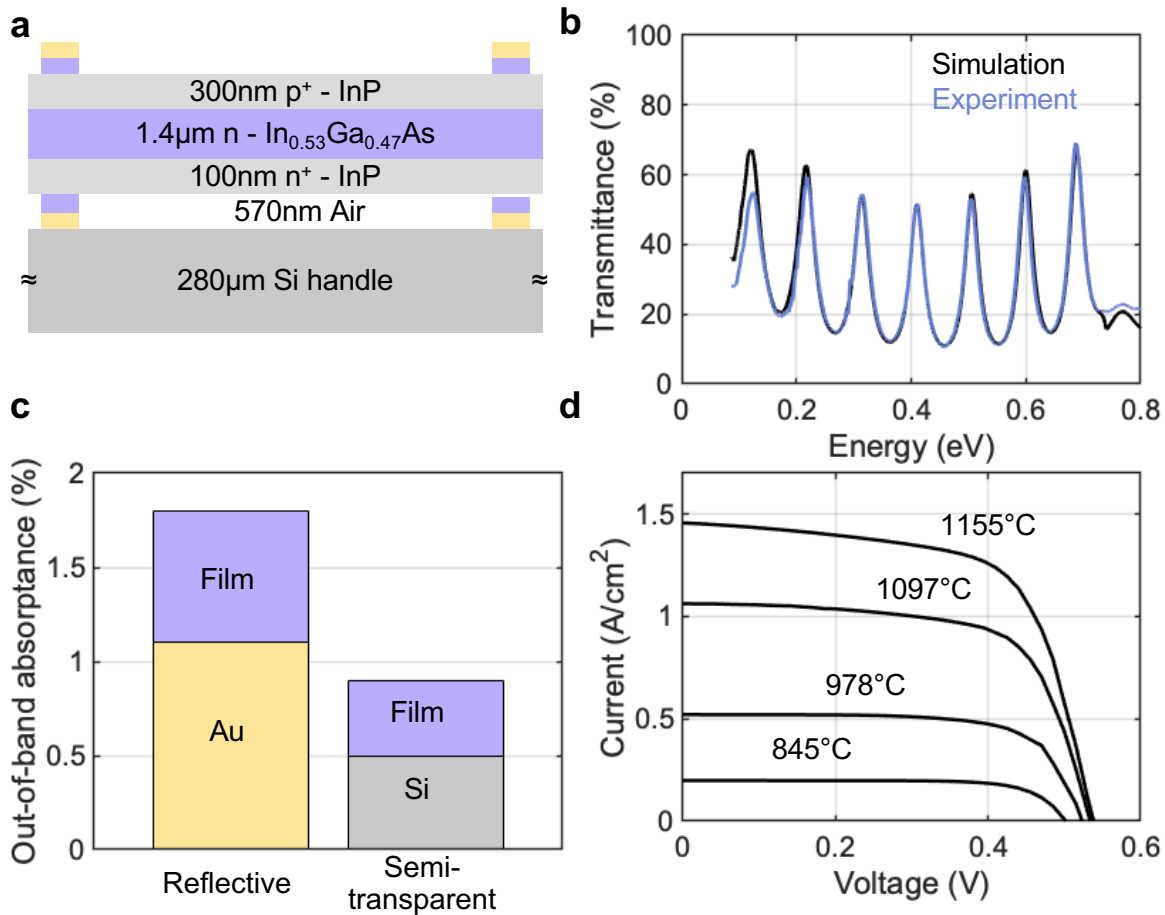 a
300nm p⁺ - InP
1.4µm n - In₀.₅₃Ga₀.₄₇As
100nm n⁺ - InP
570nm Air
≈ 280µm Si handle ≈
b
Transmittance (%)
100
80
60
40
20
0
Simulation
Experiment
0 0.2 0.4 0.6 0.8
Energy (eV)
c
Out-of-band absorptance (%)
2
1.5
1
0.5
0
Film
Au
Film
Si
Reflective
Semi-
transparent
d
Current (A/cm²)
1.5
1
0.5
0
1155°C
1097°C
978°C
845°C
0 0.2 0.4 0.6
Voltage (V)